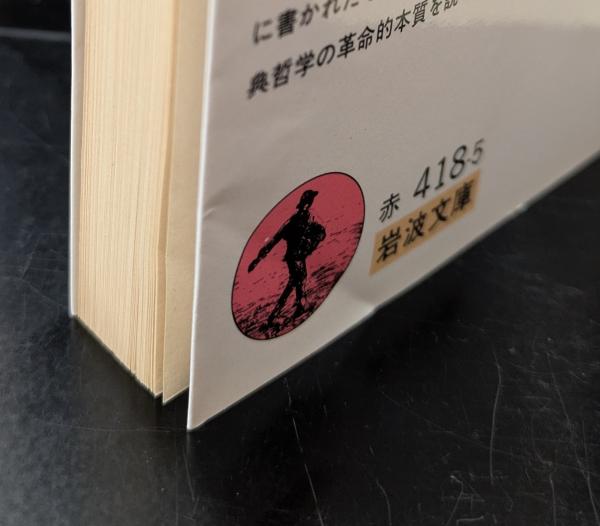 に書かれた
典哲学の革命的本質を説
赤 418-5
岩波文庫